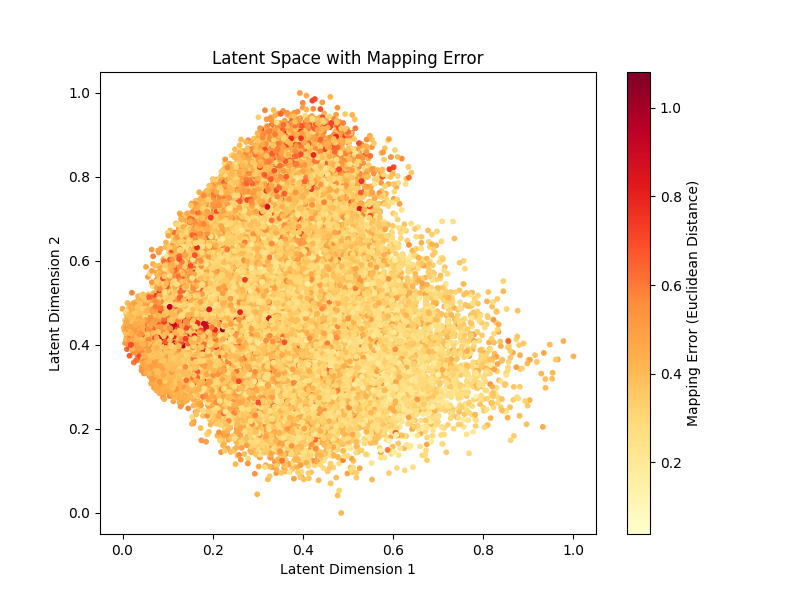 Latent Space with Mapping Error
1.0
0.8
0.6
0.4
0.2
0.0
Latent Dimension 2
0.0 0.2 0.4 0.6 0.8 1.0
Latent Dimension 1
1.0
0.8
0.6
0.4
0.2
Mapping Error (Euclidean Distance)